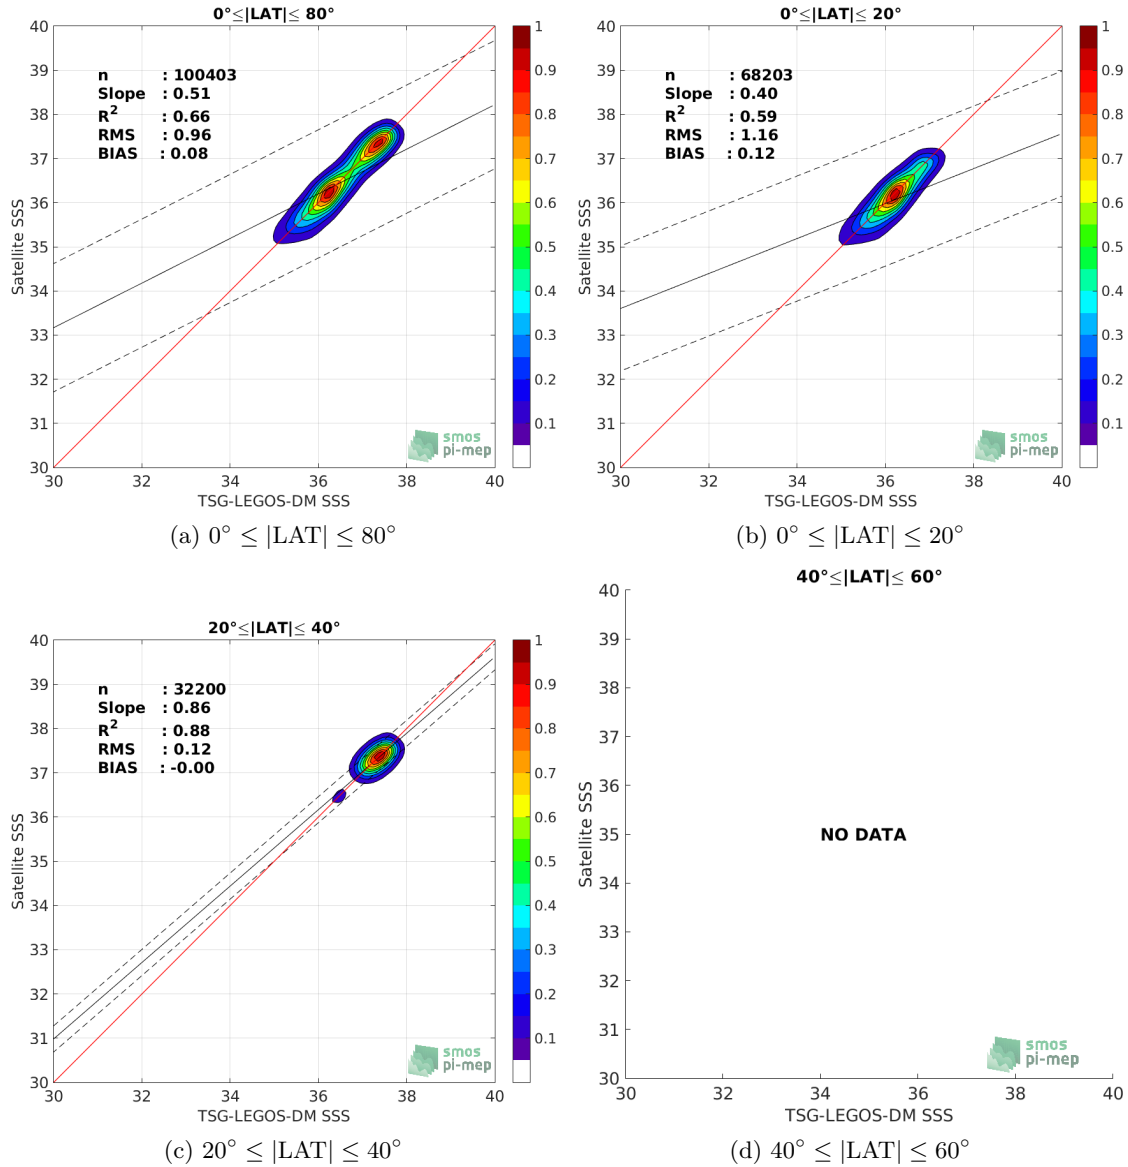 0°≤|LAT|≤ 80°
40
39
38
37
36
35
34
33
32
31
30
Satellite SSS
n : 100403
Slope : 0.51
R2 : 0.66
RMS : 0.96
BIAS : 0.08
smos
pi-mep
30 32 34 36 38 40
TSG-LEGOS-DM SSS
1
0.9
0.8
0.7
0.6
0.5
0.4
0.3
0.2
0.1
(a) 0° ≤ |LAT| ≤ 80°
0°≤|LAT|≤ 20°
40
39
38
37
36
35
34
33
32
31
30
Satellite SSS
n : 68203
Slope : 0.40
R2 : 0.59
RMS : 1.16
BIAS : 0.12
smos
pi-mep
30 32 34 36 38 40
TSG-LEGOS-DM SSS
1
0.9
0.8
0.7
0.6
0.5
0.4
0.3
0.2
0.1
(b) 0° ≤ |LAT| ≤ 20°
20°≤|LAT|≤ 40°
40
39
38
37
36
35
34
33
32
31
30
Satellite SSS
n : 32200
Slope : 0.86
R2 : 0.88
RMS : 0.12
BIAS : -0.00
smos
pi-mep
30 32 34 36 38 40
TSG-LEGOS-DM SSS
1
0.9
0.8
0.7
0.6
0.5
0.4
0.3
0.2
0.1
(c) 20° ≤ |LAT| ≤ 40°
40°≤|LAT|≤ 60°
40
39
38
37
36
35
34
33
32
31
30
Satellite SSS
NO DATA
smos
pi-mep
30 32 34 36 38 40
TSG-LEGOS-DM SSS
(d) 40° ≤ |LAT| ≤ 60°